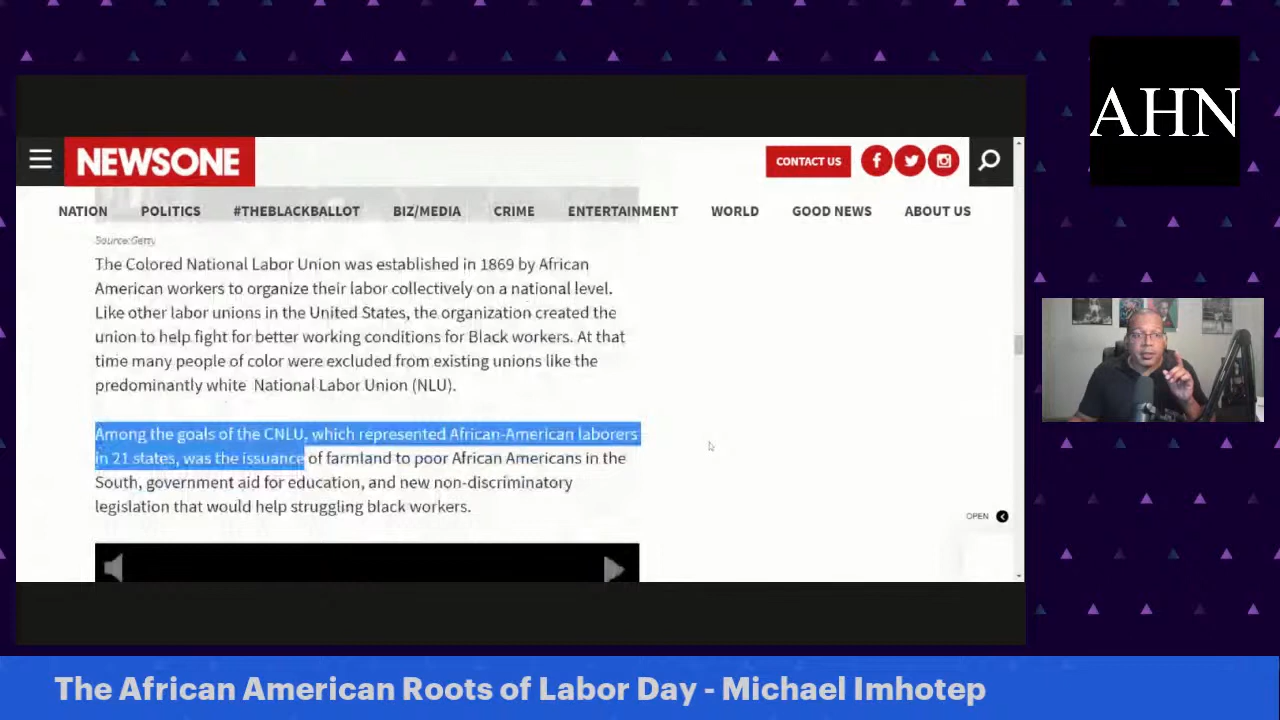 AHN
NEWSONE
CONTACT US
NATION POLITICS #THEBLACKBALLOT BIZ/MEDIA CRIME ENTERTAINMENT WORLD GOOD NEWS ABOUT US
Source:Getty
The Colored National Labor Union was established in 1869 by African
American workers to organize their labor collectively on a national level.
Like other labor unions in the United States, the organization created the
union to help fight for better working conditions for Black workers. At that
time many people of color were excluded from existing unions like the
predominantly white National Labor Union (NLU).
Among the goals of the CNLU, which represented African-American laborers
in 21 states, was the issuance of farmland to poor African Americans in the
South, government aid for education, and new non-discriminatory
legislation that would help struggling black workers.
OPEN
The African American Roots of Labor Day - Michael Imhotep